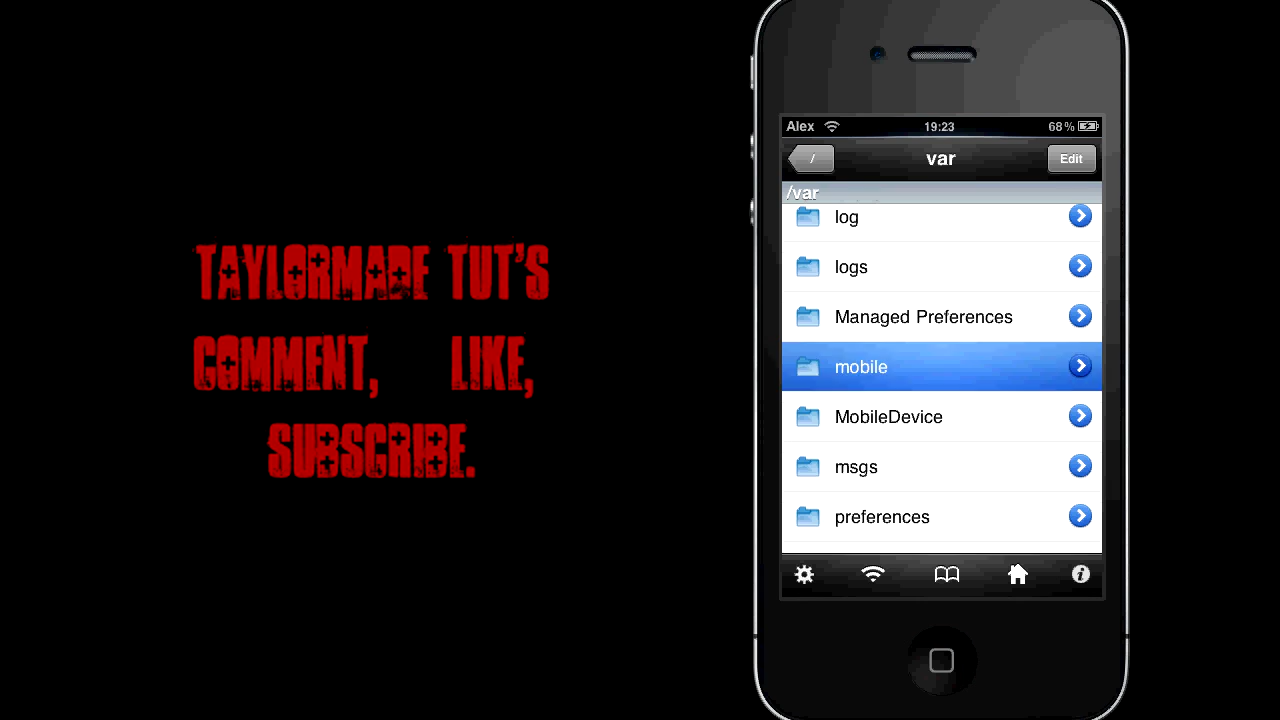 TAYLORMADE TUT'S
COMMENT, LIKE,
SUBSCRIBE.
Alex 19:23 68%
/ var Edit
/var
log
logs
Managed Preferences
mobile
MobileDevice
msgs
preferences